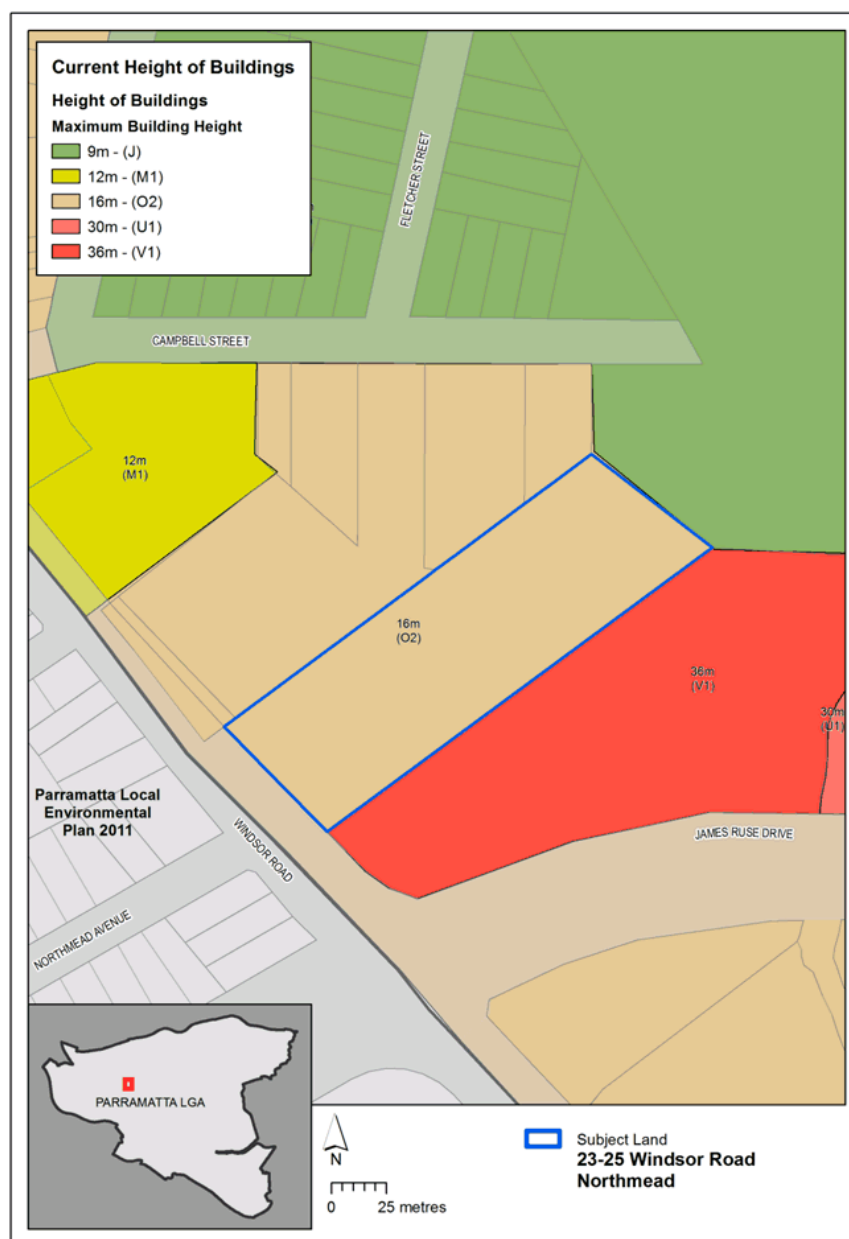 Current Height of Buildings
Height of Buildings
Maximum Building Height
9m - (J)
12m - (M1)
16m - (O2)
30m - (U1)
36m - (V1)
FLETCHER STREET
CAMPBELL STREET
12m
(M1)
16m
(O2)
36m
(V1)
30m
(U1)
Parramatta Local
Environmental
Plan 2011
WINDSOR ROAD
JAMES RUSE DRIVE
NORTHMEAD AVENUE
PARRAMATTA LGA
N
0 25 metres
Subject Land
23-25 Windsor Road
Northmead